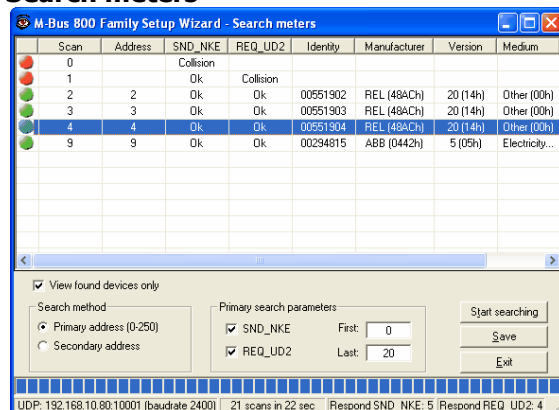 Search meters
M-Bus 800 Family Setup Wizard - Search meters
Scan Address SND_NKE REQ_UD2 Identity Manufacturer Version Medium
0 Collision
1 Ok Collision
2 2 Ok Ok 00551902 REL (48ACh) 20 (14h) Other (00h)
3 3 Ok Ok 00551903 REL (48ACh) 20 (14h) Other (00h)
4 4 Ok Ok 00551904 REL (48ACh) 20 (14h) Other (00h)
9 9 Ok Ok 00294815 ABB (0442h) 5 (05h) Electricity...
View found devices only
Search method
Primary address (0-250)
Secondary address
Primary search parameters
SND_NKE First: 0
REQ_UD2 Last: 20
Start searching
Save
Exit
UDP: 192.168.10.80:10001 (baudrate 2400) 21 scans in 22 sec Respond SND_NKE: 5 Respond REQ_UD2: 4